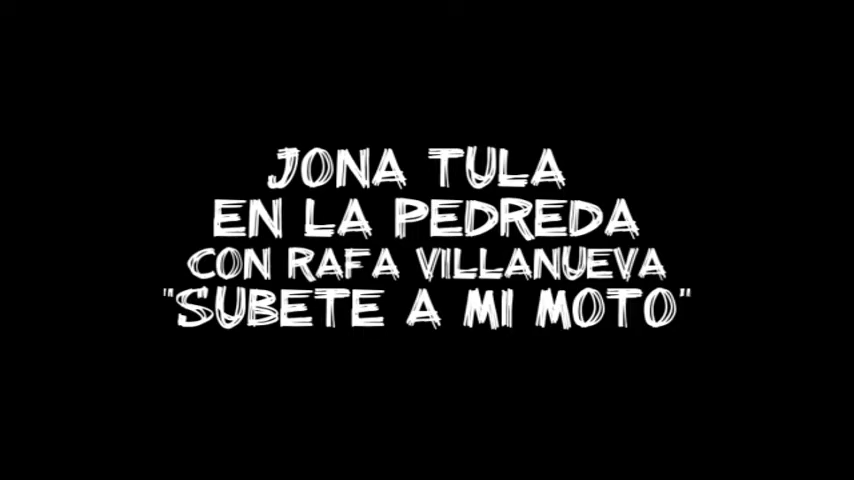 JONA TULA
EN LA PEDREDA
CON RAFA VILLANUEVA
"SUBETE A MI MOTO"